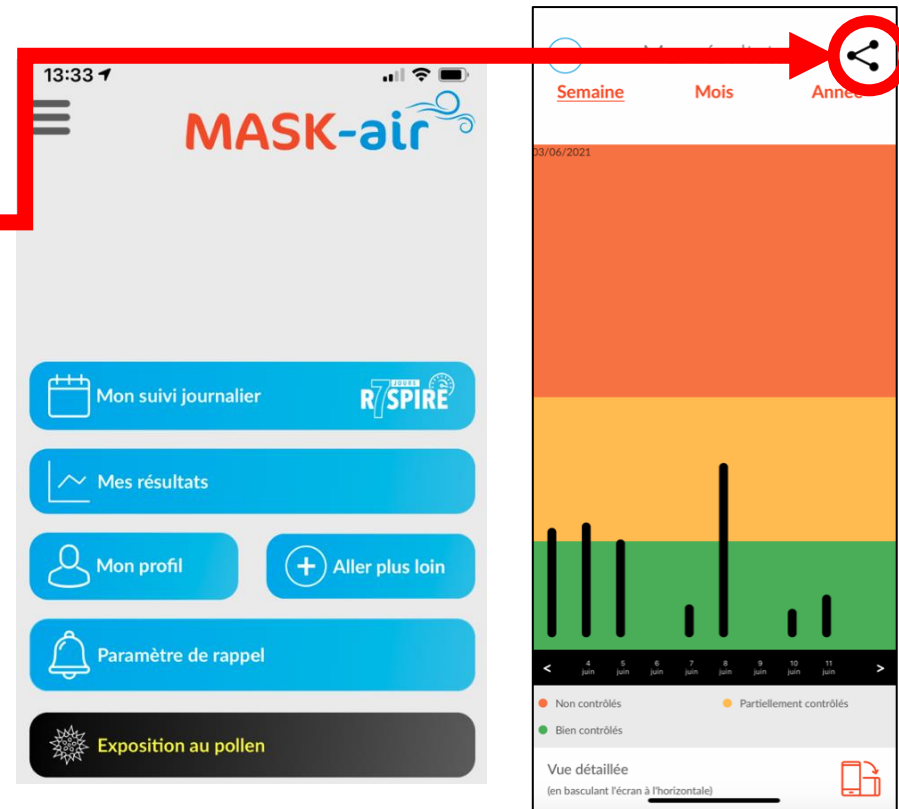 13:33
MASK-air
Mon suivi journalier
R7SPIRE
JOURS
Mes résultats
Mon profil
Aller plus loin
Paramètre de rappel
Exposition au pollen
Semaine Mois Année
03/06/2021
< 4 juin 5 juin 6 juin 7 juin 8 juin 9 juin 10 juin 11 juin >
Non contrôlés Partiellement contrôlés
Bien contrôlés
Vue détaillée
(en basculant l'écran à l'horizontale)